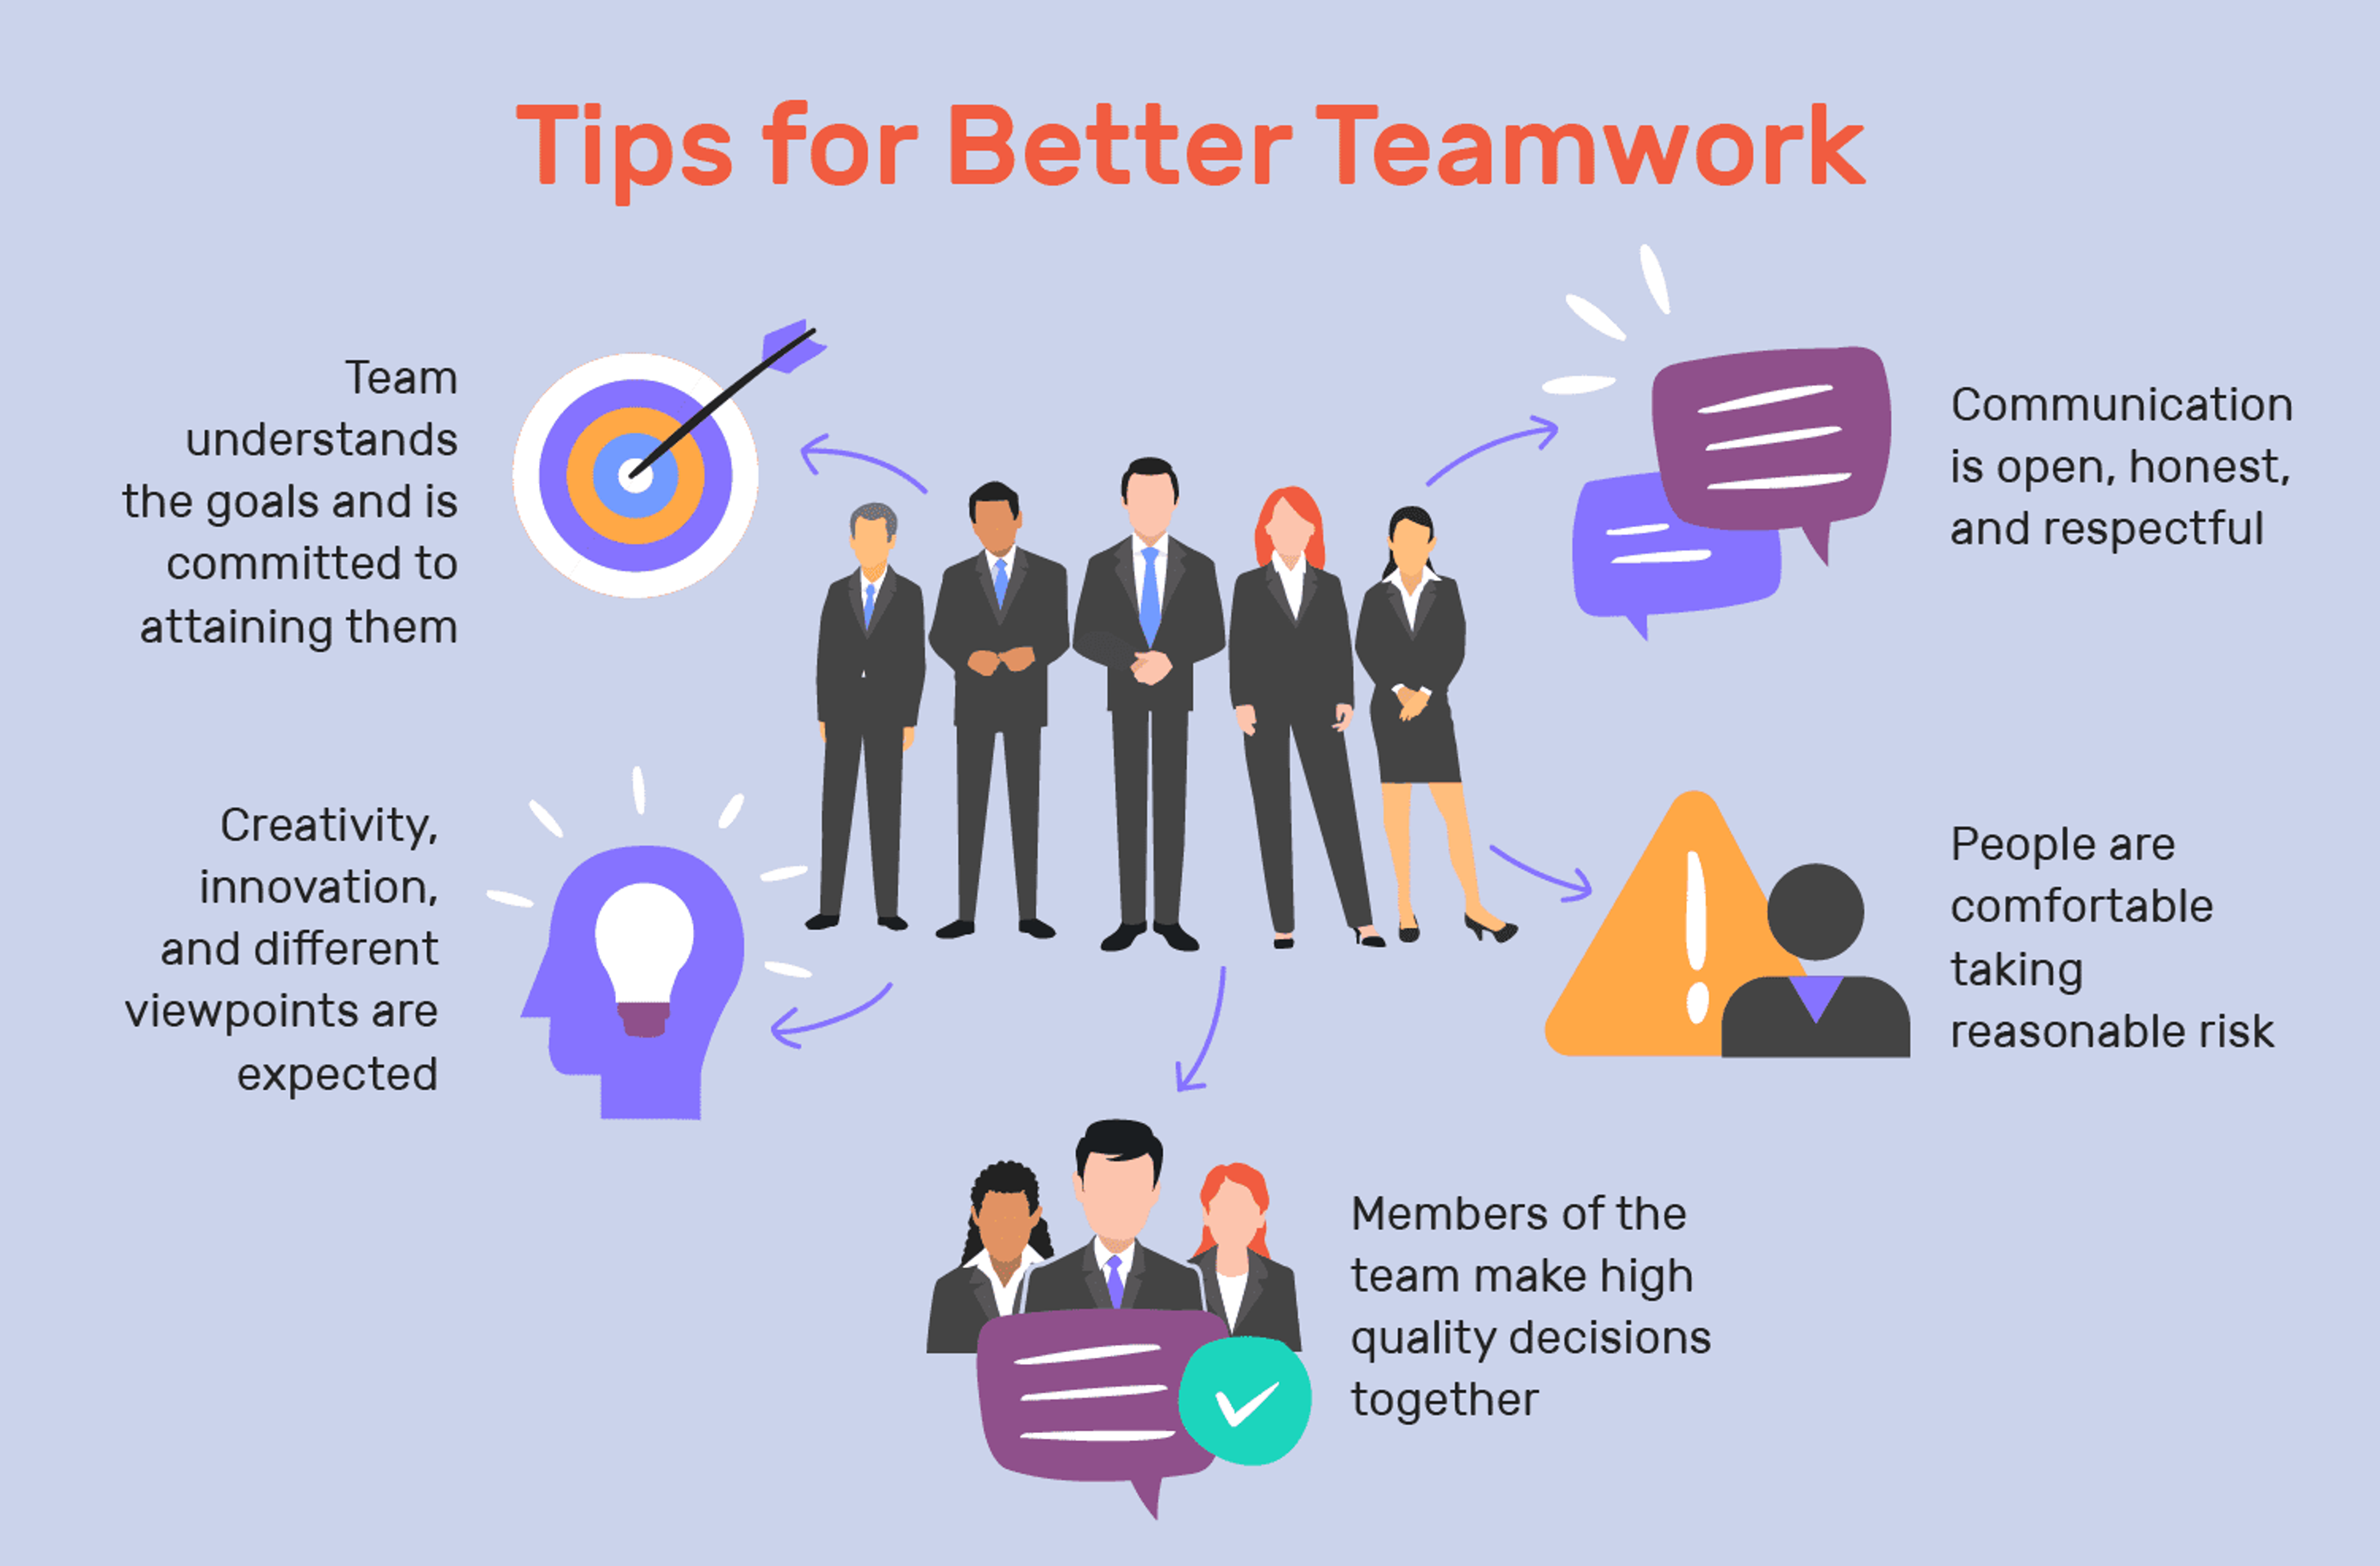 Tips for Better Teamwork
Team
understands
the goals and is
committed to
attaining them
Communication
is open, honest,
and respectful
Creativity,
innovation,
and different
viewpoints are
expected
People are
comfortable
taking
reasonable risk
Members of the
team make high
quality decisions
together